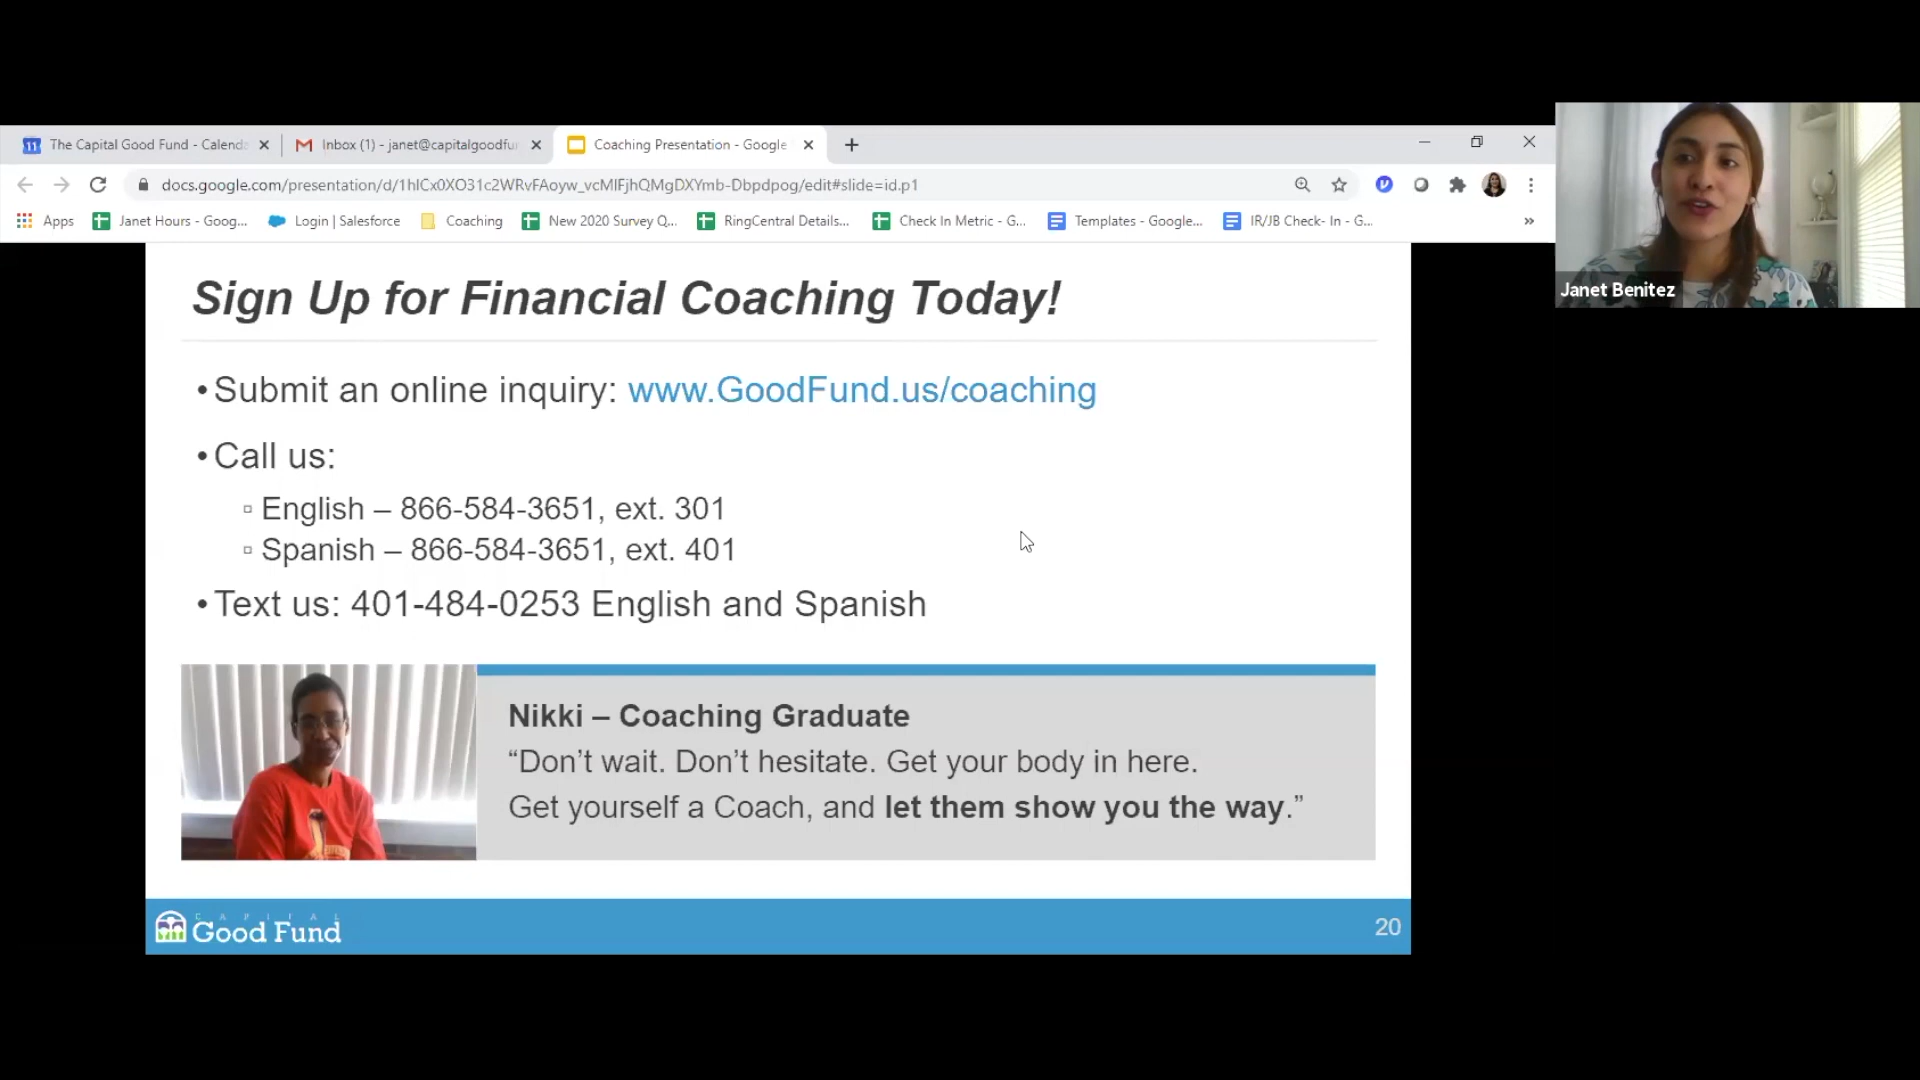 The Capital Good Fund - Calend
Inbox (1) - janet@capitalgoodfu
Coaching Presentation - Google
docs.google.com/presentation/d/1hlCx0XO31c2WRvFAoyw_vcMlFjhQMgDXYmb-Dbpdpog/edit#slide=id.p1
Apps Janet Hours - Goog... Login | Salesforce Coaching New 2020 Survey Q... RingCentral Details... Check In Metric - G... Templates - Google... IR/JB Check- In - G... »
Janet Benitez
Sign Up for Financial Coaching Today!
• Submit an online inquiry: www.GoodFund.us/coaching
• Call us:
▫ English – 866-584-3651, ext. 301
▫ Spanish – 866-584-3651, ext. 401
• Text us: 401-484-0253 English and Spanish
Nikki – Coaching Graduate
“Don’t wait. Don’t hesitate. Get your body in here.
Get yourself a Coach, and let them show you the way.”
CAPITAL
Good Fund
20